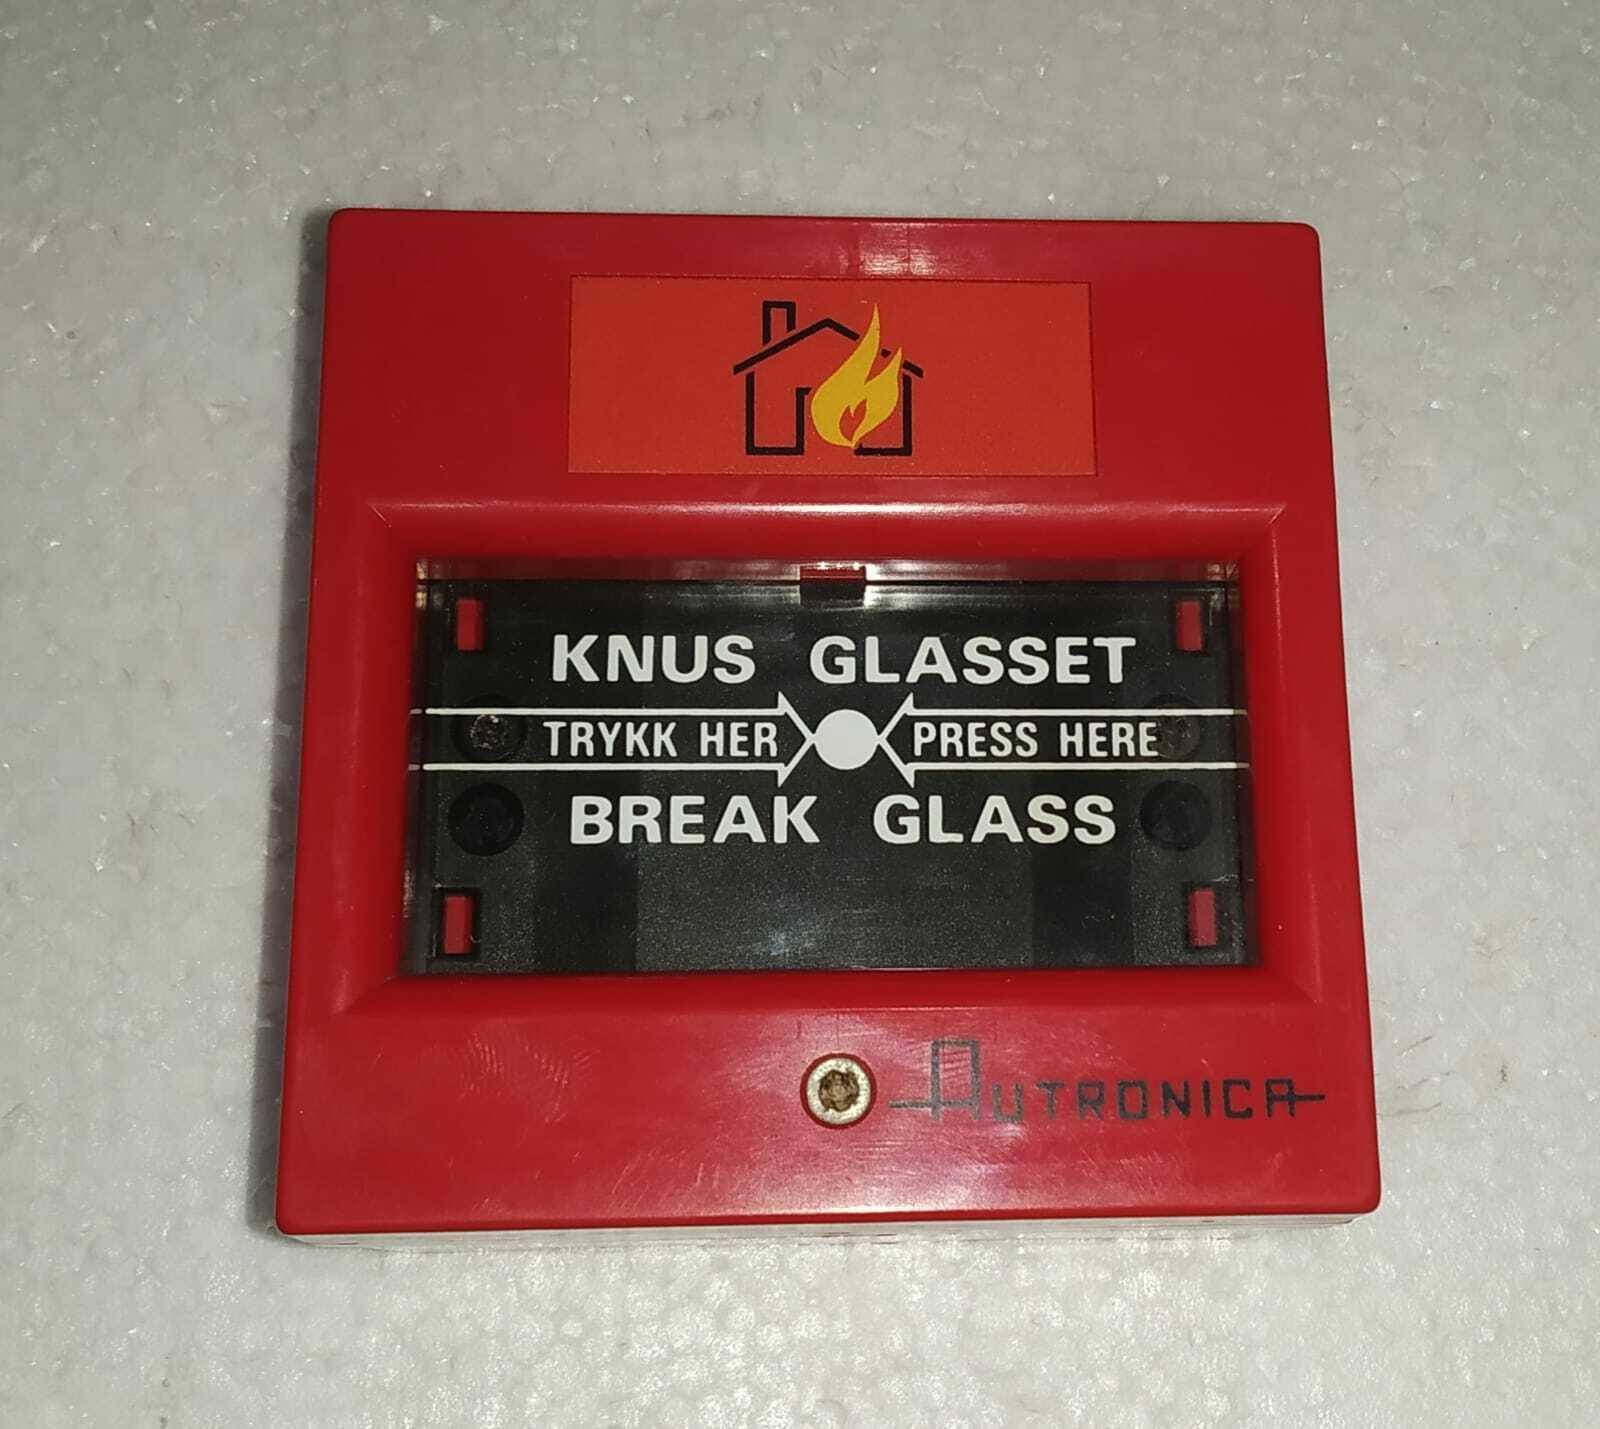 KNUS GLASSET
TRYKK HER PRESS HERE
BREAK GLASS
AUTRONICA